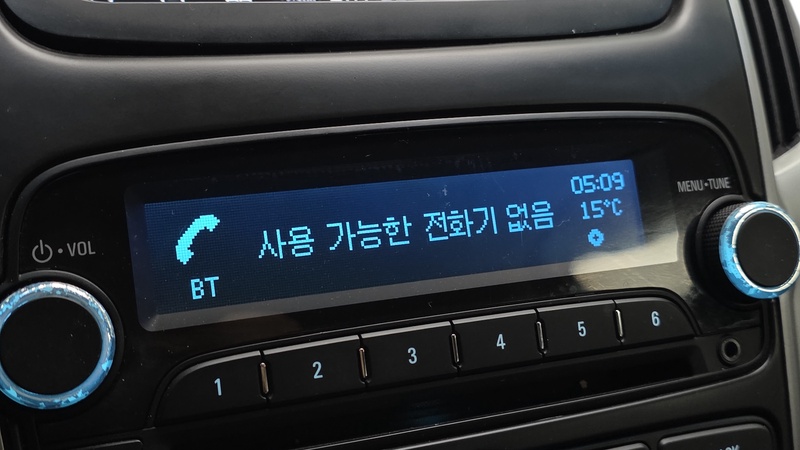 05:09
사용 가능한 전화기 없음
15°C
BT
VOL
MENU•TUNE
1 2 3 4 5 6